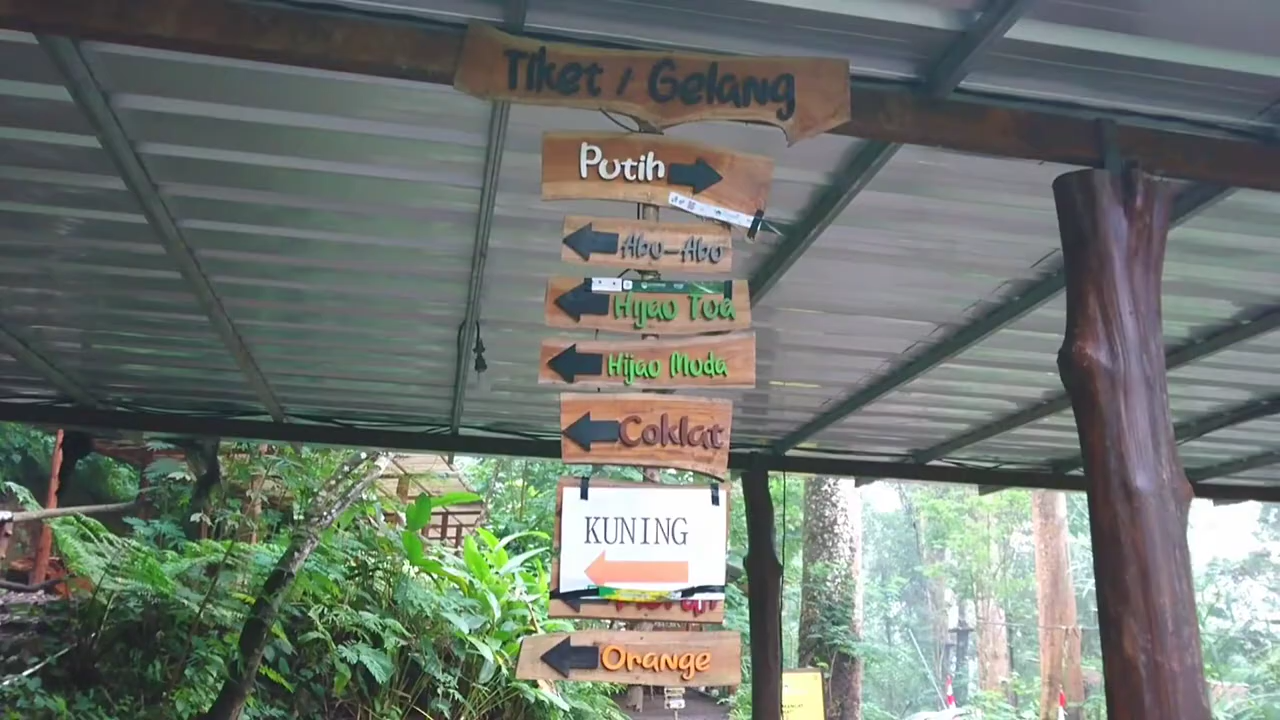 Tiket / Gelang
Putih
Abu-Abu
Hijau Tua
Hijau Muda
Coklat
KUNING
Orange